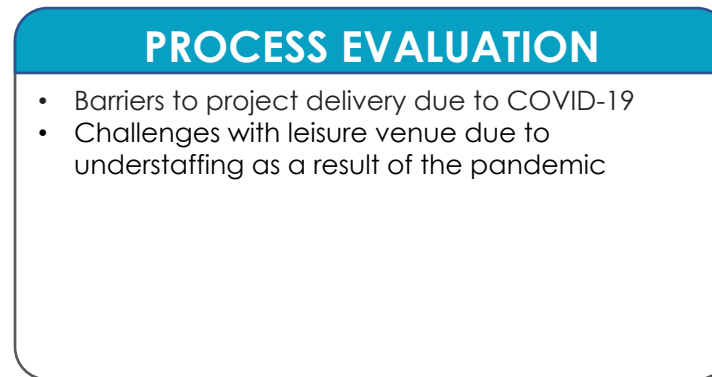 PROCESS EVALUATION
• Barriers to project delivery due to COVID-19
• Challenges with leisure venue due to
understaffing as a result of the pandemic